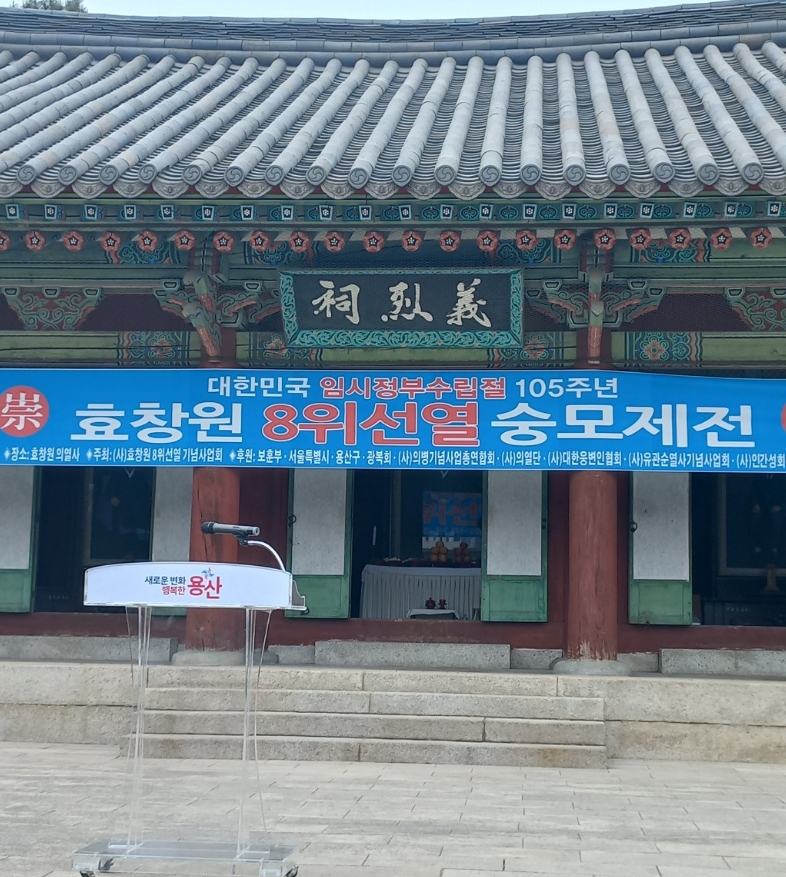 祠烈義
대한민국 임시정부수립절 105주년
崇
효창원 8위선열 숭모제전
◈장소: 효창원 의열사 ◈주최: (사)효창원 8위선열 기념사업회 ◈후원: 보훈부 · 서울특별시 · 용산구 · 광복회 · (사)의병기념사업총연합회 · (사)의열단 · (사)대한웅변인협회 · (사)유관순열사기념사업회 · (사)인간성회
새로운 변화
행복한 용산